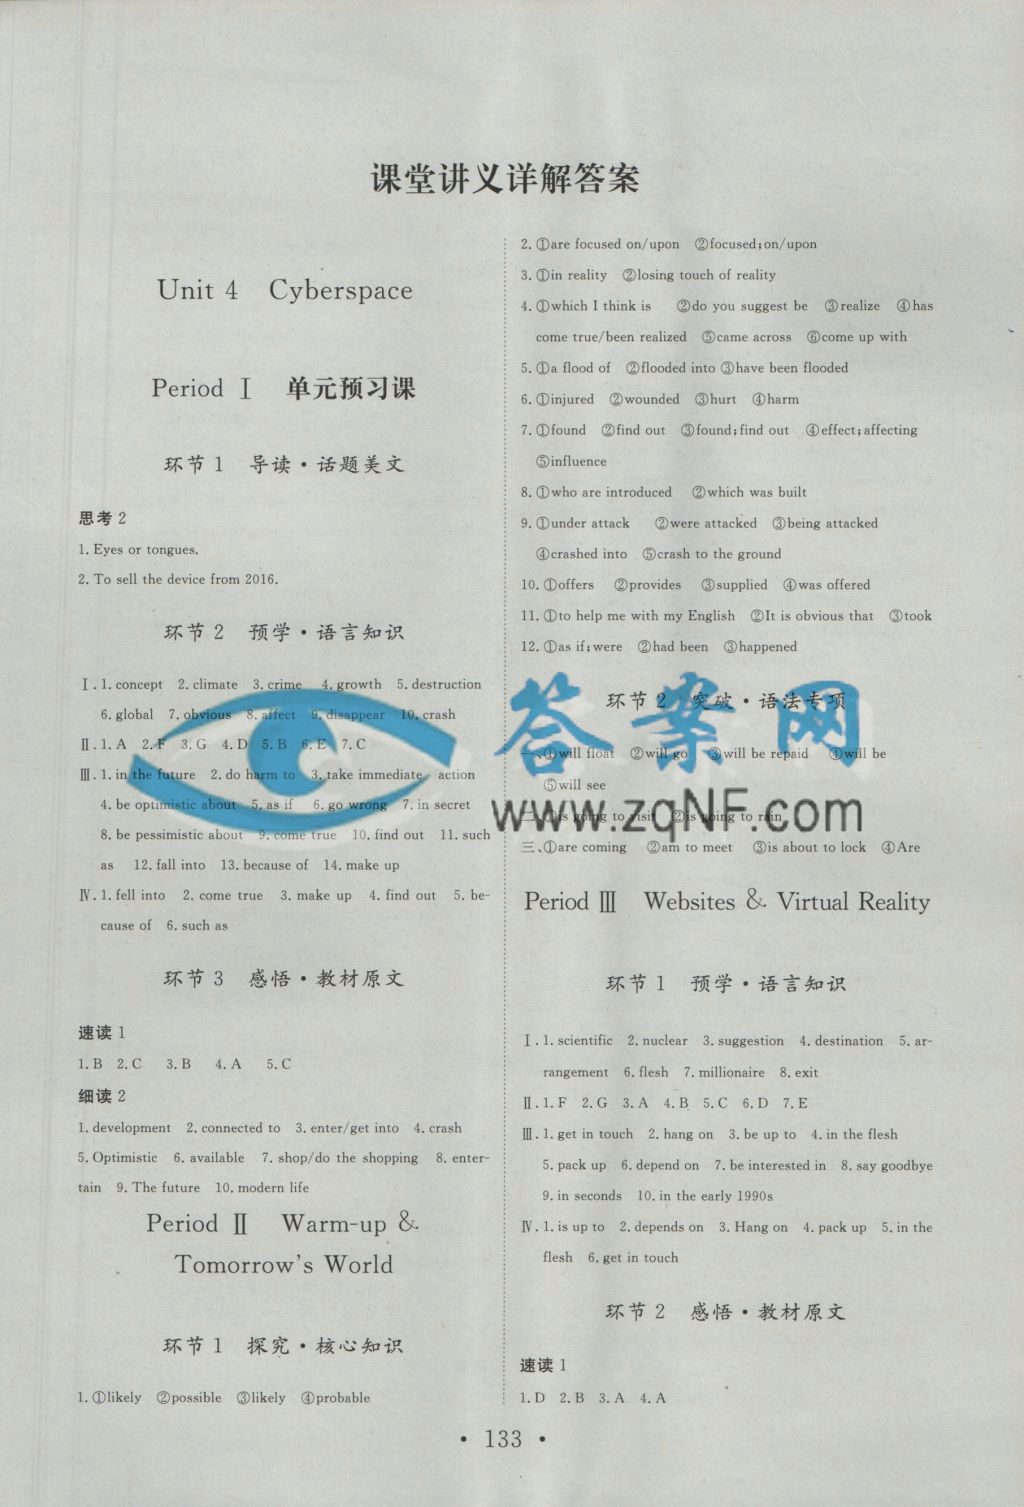 课堂讲义详解答案
Unit 4 Cyberspace
Period Ⅰ 单元预习课
环节 1 导读·话题美文
思考 2
1. Eyes or tongues.
2. To sell the device from 2016.
环节 2 预学·语言知识
Ⅰ. 1. concept 2. climate 3. crime 4. growth 5. destruction
6. global 7. obvious 8. affect 9. disappear 10. crash
Ⅱ. 1. A 2. F 3. G 4. D 5. B 6. E 7. C
Ⅲ. 1. in the future 2. do harm to 3. take immediate action
4. be optimistic about 5. as if 6. go wrong 7. in secret
8. be pessimistic about 9. come true 10. find out 11. such
as 12. fall into 13. because of 14. make up
Ⅳ. 1. fell into 2. come true 3. make up 4. find out 5. be-
cause of 6. such as
环节 3 感悟·教材原文
速读 1
1. B 2. C 3. B 4. A 5. C
细读 2
1. development 2. connected to 3. enter/get into 4. crash
5. Optimistic 6. available 7. shop/do the shopping 8. enter-
tain 9. The future 10. modern life
Period Ⅱ Warm-up &
Tomorrow's World
环节 1 探究·核心知识
1. ①likely ②possible ③likely ④probable
2. ①are focused on/upon ②focused;on/upon
3. ①in reality ②losing touch of reality
4. ①which I think is ②do you suggest be ③realize ④has
come true/been realized ⑤came across ⑥come up with
5. ①a flood of ②flooded into ③have been flooded
6. ①injured ②wounded ③hurt ④harm
7. ①found ②find out ③found;find out ④effect;affecting
⑤influence
8. ①who are introduced ②which was built
9. ①under attack ②were attacked ③being attacked
④crashed into ⑤crash to the ground
10. ①offers ②provides ③supplied ④was offered
11. ①to help me with my English ②It is obvious that ③took
12. ①as if;were ②had been ③happened
环节 2 突破·语法专项
一、①will float ②will go ③will be repaid ④will be
⑤will see
二、①is going to visit ②is going to rain
三、①are coming ②am to meet ③is about to lock ④Are
Period Ⅲ Websites & Virtual Reality
环节 1 预学·语言知识
Ⅰ. 1. scientific 2. nuclear 3. suggestion 4. destination 5. ar-
rangement 6. flesh 7. millionaire 8. exit
Ⅱ. 1. F 2. G 3. A 4. B 5. C 6. D 7. E
Ⅲ. 1. get in touch 2. hang on 3. be up to 4. in the flesh
5. pack up 6. depend on 7. be interested in 8. say goodbye
9. in seconds 10. in the early 1990s
Ⅳ. 1. is up to 2. depends on 3. Hang on 4. pack up 5. in the
flesh 6. get in touch
环节 2 感悟·教材原文
速读 1
1. D 2. B 3. A 4. A
答案网
www.zqNF.com
· 133 ·